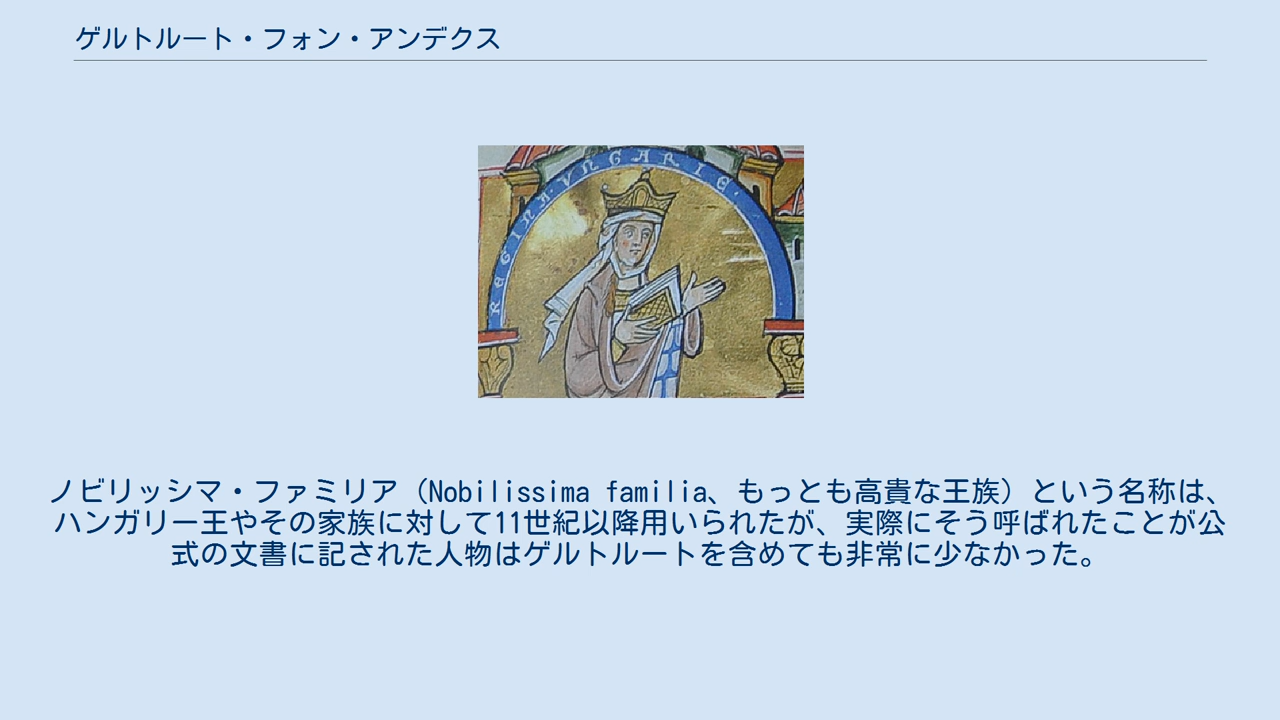 ゲルトルート・フォン・アンデクス
REGINA·VNGARIE·
ノビリッシマ・ファミリア（Nobilissima familia、もっとも高貴な王族）という名称は、
ハンガリー王やその家族に対して11世紀以降用いられたが、実際にそう呼ばれたことが公
式の文書に記された人物はゲルトルートを含めても非常に少なかった。